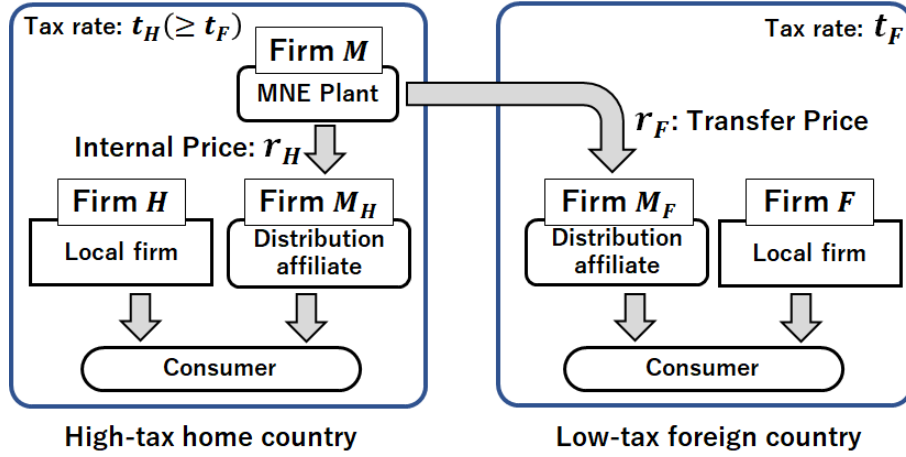 Tax rate: t_H(≥ t_F)
Firm M
MNE Plant
Internal Price: r_H
Firm H
Local firm
Firm M_H
Distribution
affiliate
Consumer
High-tax home country
Tax rate: t_F
r_F: Transfer Price
Firm M_F
Distribution
affiliate
Firm F
Local firm
Consumer
Low-tax foreign country